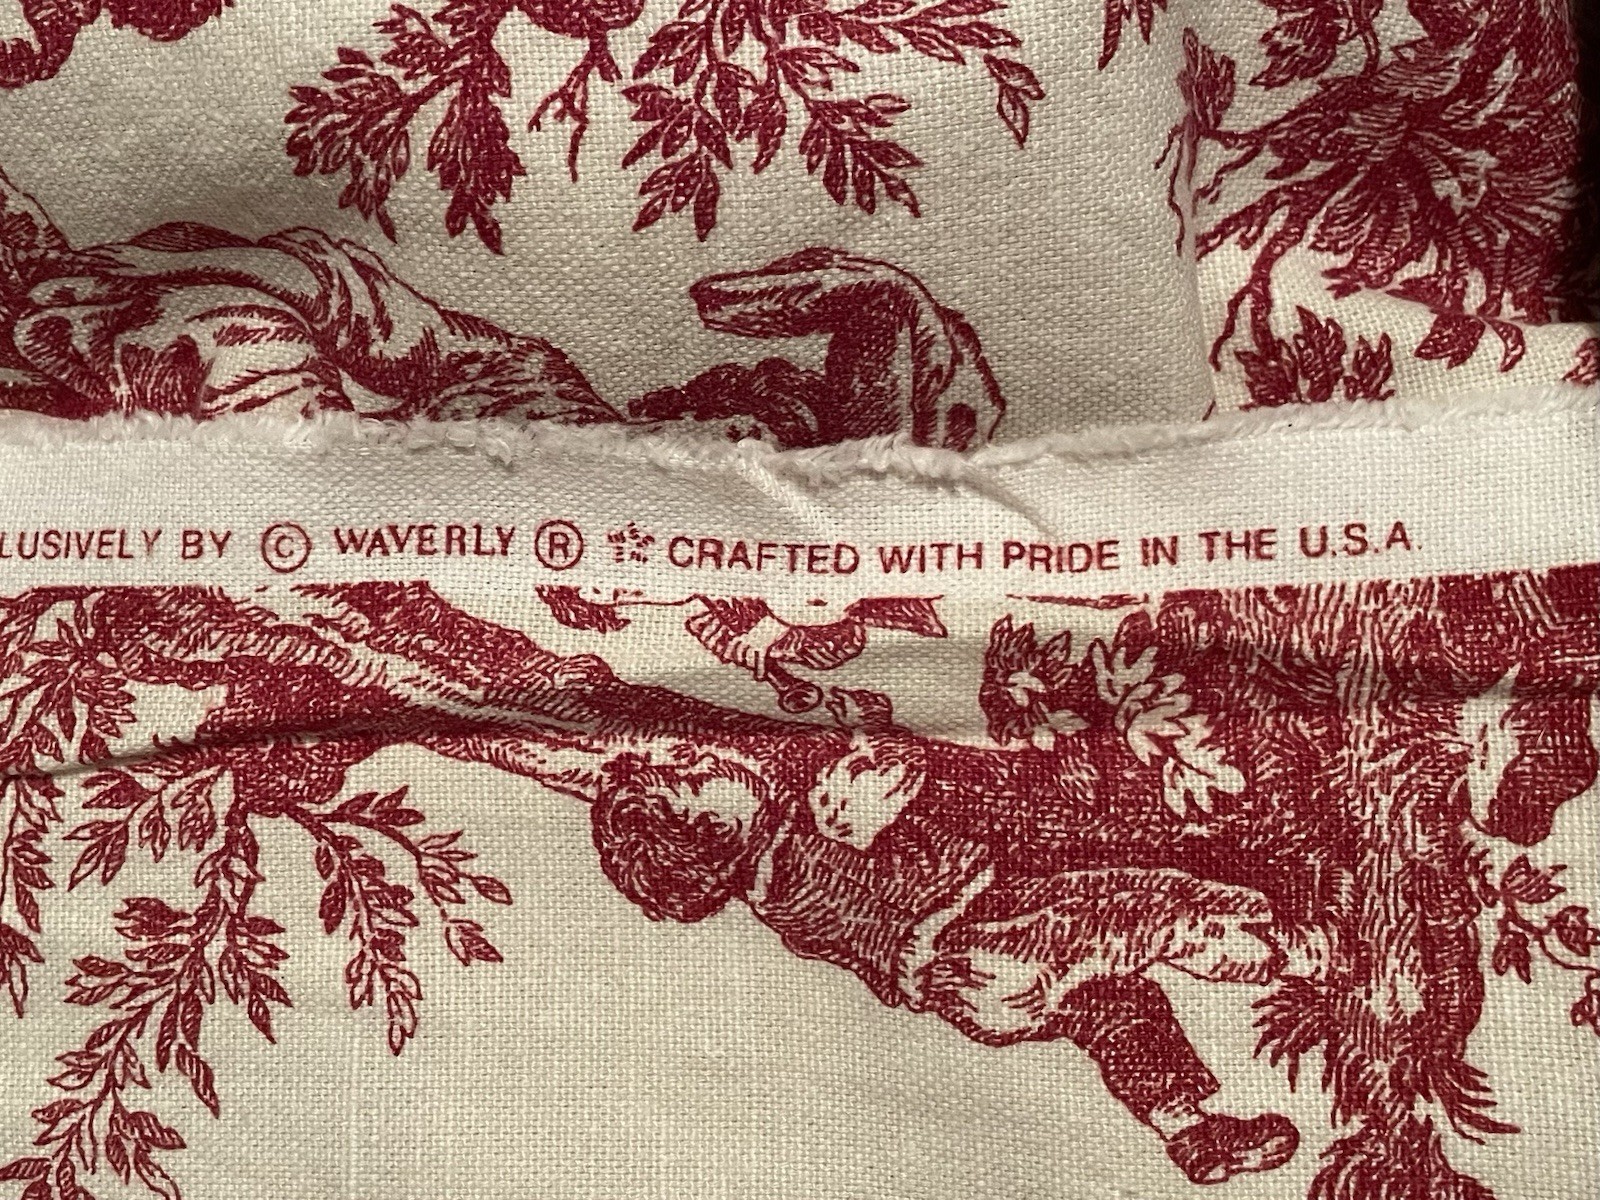 LUSIVELY BY © WAVERLY ® CRAFTED WITH PRIDE IN THE U.S.A.